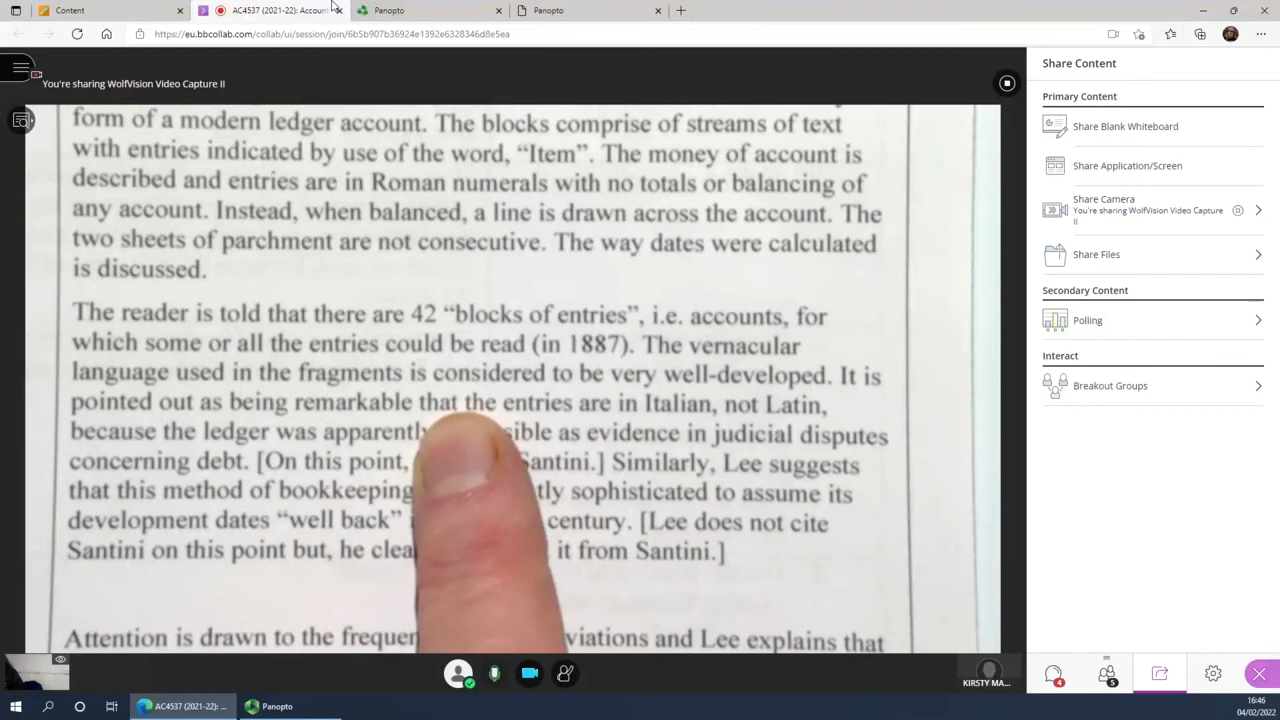 Content
AC4537 (2021-22): Account
Panopto
Panopto
https://eu.bbcollab.com/collab/ui/session/join/6b5b907b36924e1392e6328346d8e5ea
You're sharing WolfVision Video Capture II
form of a modern ledger account. The blocks comprise of streams of text
with entries indicated by use of the word, “Item”. The money of account is
described and entries are in Roman numerals with no totals or balancing of
any account. Instead, when balanced, a line is drawn across the account. The
two sheets of parchment are not consecutive. The way dates were calculated
is discussed.
The reader is told that there are 42 “blocks of entries”, i.e. accounts, for
which some or all the entries could be read (in 1887). The vernacular
language used in the fragments is considered to be very well-developed. It is
pointed out as being remarkable that the entries are in Italian, not Latin,
because the ledger was apparently as evidence in judicial disputes
concerning debt. [On this point, Santini.] Similarly, Lee suggests
that this method of bookkeeping sophisticated to assume its
development dates “well back” century. [Lee does not cite
Santini on this point but, he it from Santini.]
Attention is drawn to the and Lee explains that
Share Content
Primary Content
Share Blank Whiteboard
Share Application/Screen
Share Camera
You're sharing WolfVision Video Capture
II
Share Files
Secondary Content
Polling
Interact
Breakout Groups
KIRSTY MA...
4
5
AC4537 (2021-22): ...
Panopto
16:46
04/02/2022